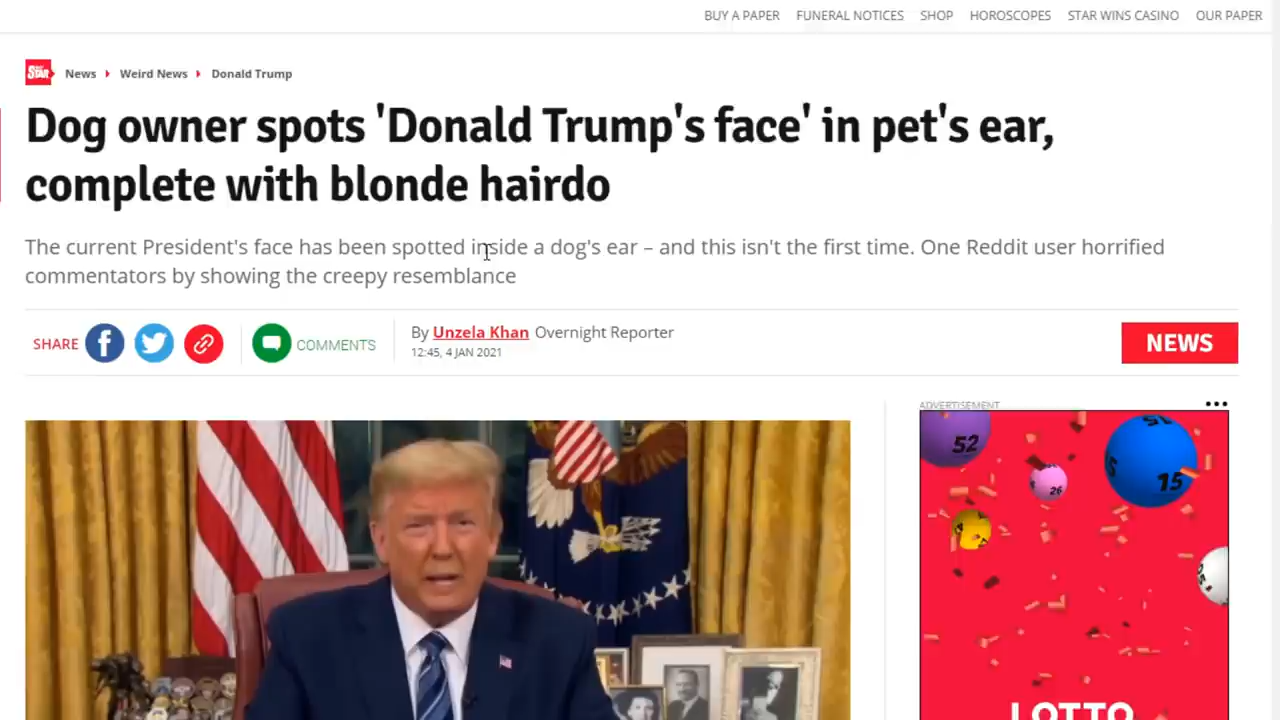 BUY A PAPER FUNERAL NOTICES SHOP HOROSCOPES STAR WINS CASINO OUR PAPER
STAR News Weird News Donald Trump
Dog owner spots 'Donald Trump's face' in pet's ear,
complete with blonde hairdo
The current President's face has been spotted inside a dog's ear – and this isn't the first time. One Reddit user horrified
commentators by showing the creepy resemblance
SHARE COMMENTS
By Unzela Khan Overnight Reporter
12:45, 4 JAN 2021
NEWS
ADVERTISEMENT
52
15
26
LOTTO